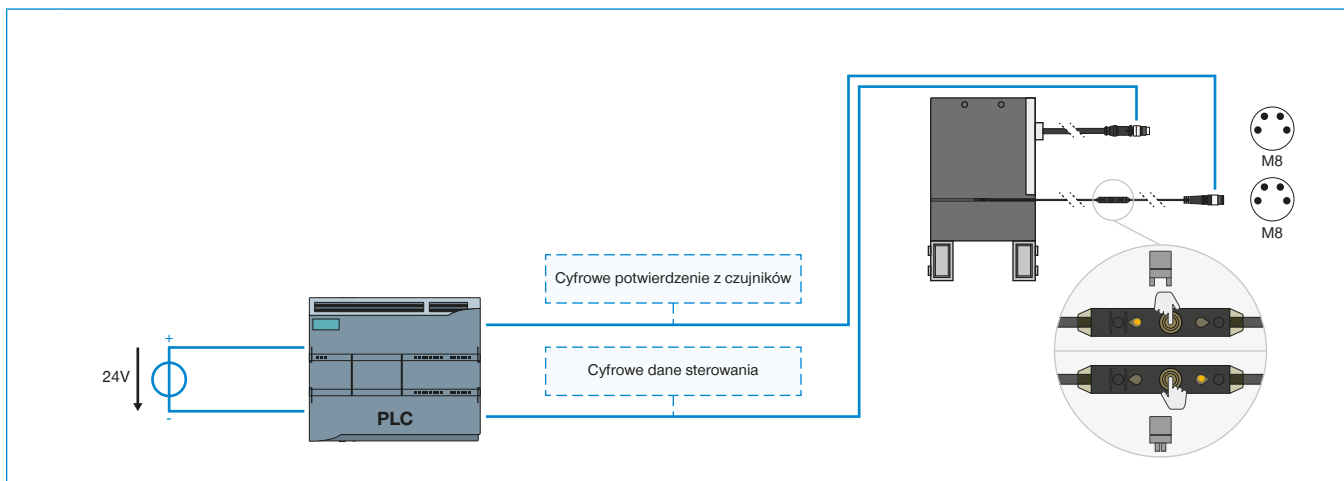 M8
M8
Cyfrowe potwierdzenie z czujników
Cyfrowe dane sterowania
+
24V
-
PLC